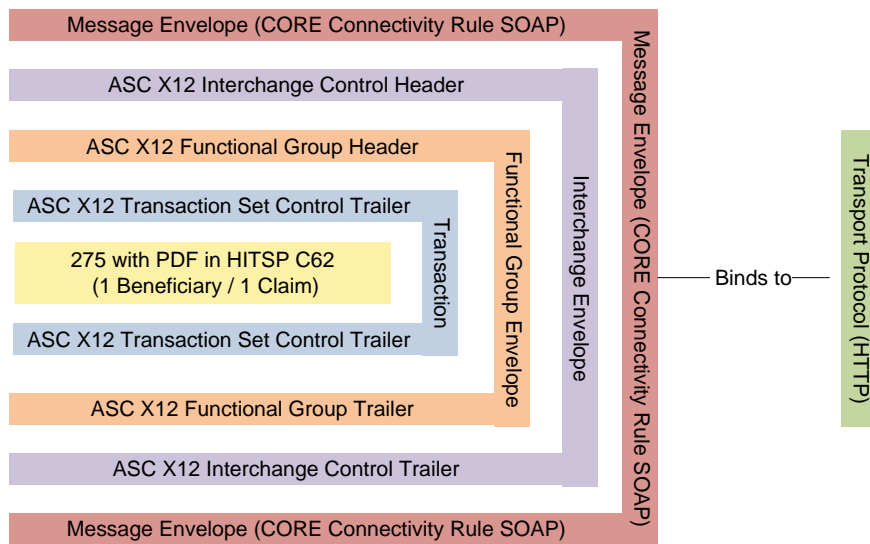 Message Envelope (CORE Connectivity Rule SOAP)
ASC X12 Interchange Control Header
ASC X12 Functional Group Header
ASC X12 Transaction Set Control Trailer
275 with PDF in HITSP C62
(1 Beneficiary / 1 Claim)
ASC X12 Transaction Set Control Trailer
ASC X12 Functional Group Trailer
ASC X12 Interchange Control Trailer
Message Envelope (CORE Connectivity Rule SOAP)
Transaction
Functional Group Envelope
Interchange Envelope
Message Envelope (CORE Connectivity Rule SOAP)
Binds to
Transport Protocol (HTTP)